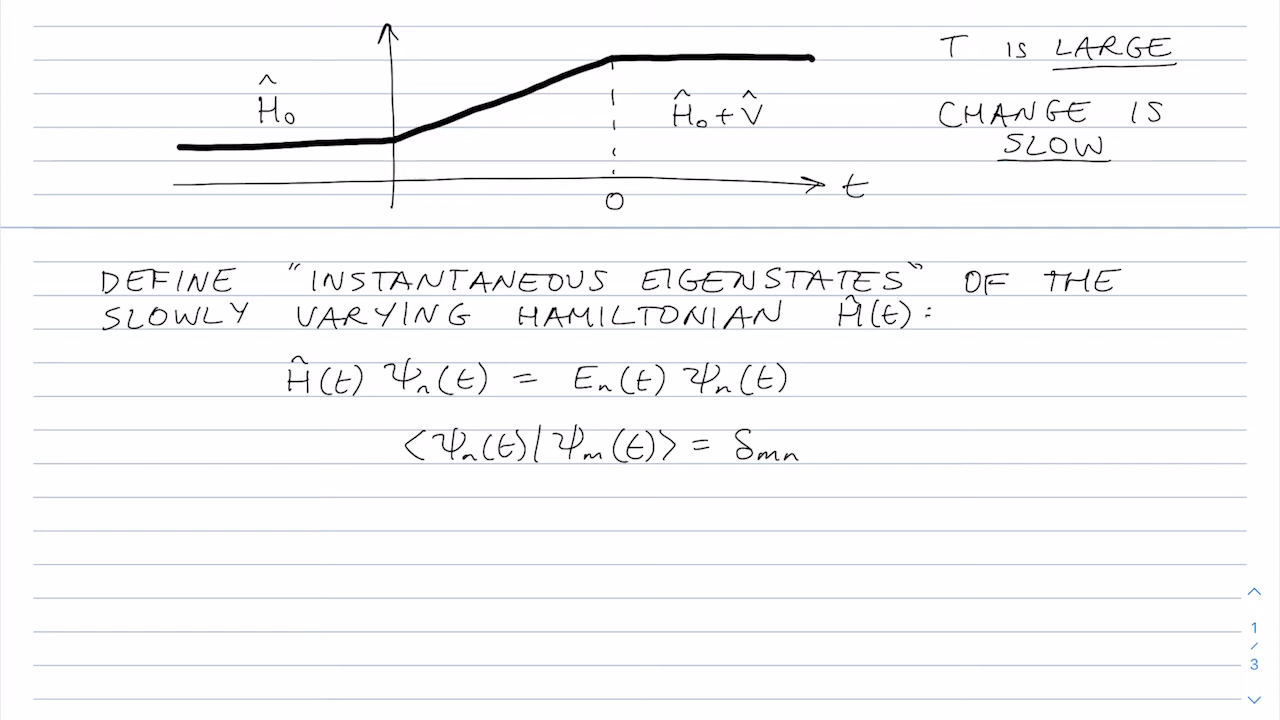 T IS LARGE
Ĥ₀
Ĥ₀ + V̂
CHANGE IS
SLOW
t
0
DEFINE "INSTANTANEOUS EIGENSTATES" OF THE
SLOWLY VARYING HAMILTONIAN Ĥ(t):
Ĥ(t) Ψₙ(t) = Eₙ(t) Ψₙ(t)
⟨Ψₙ(t)|Ψₘ(t)⟩ = δₘₙ
1
/
3